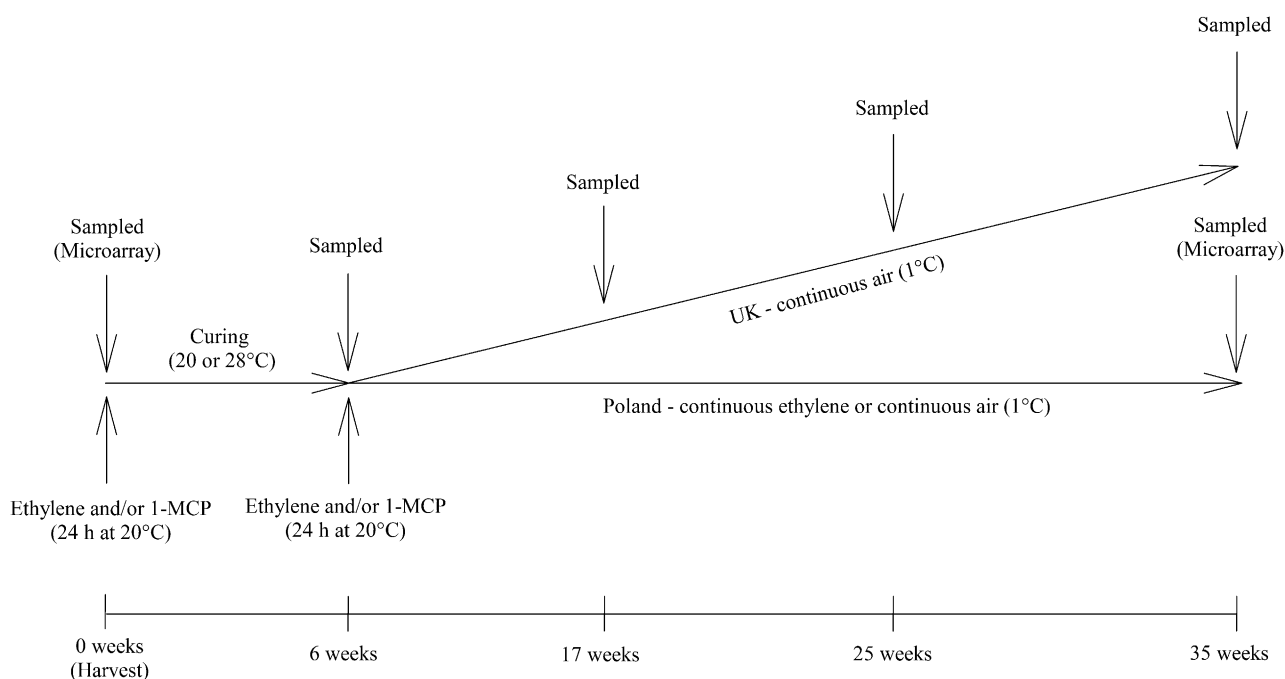 Sampled
Sampled
Sampled
Sampled
(Microarray)
Sampled
Sampled
(Microarray)
Curing
(20 or 28°C)
UK - continuous air (1°C)
Poland - continuous ethylene or continuous air (1°C)
Ethylene and/or 1-MCP
(24 h at 20°C)
Ethylene and/or 1-MCP
(24 h at 20°C)
0 weeks
(Harvest)
6 weeks
17 weeks
25 weeks
35 weeks